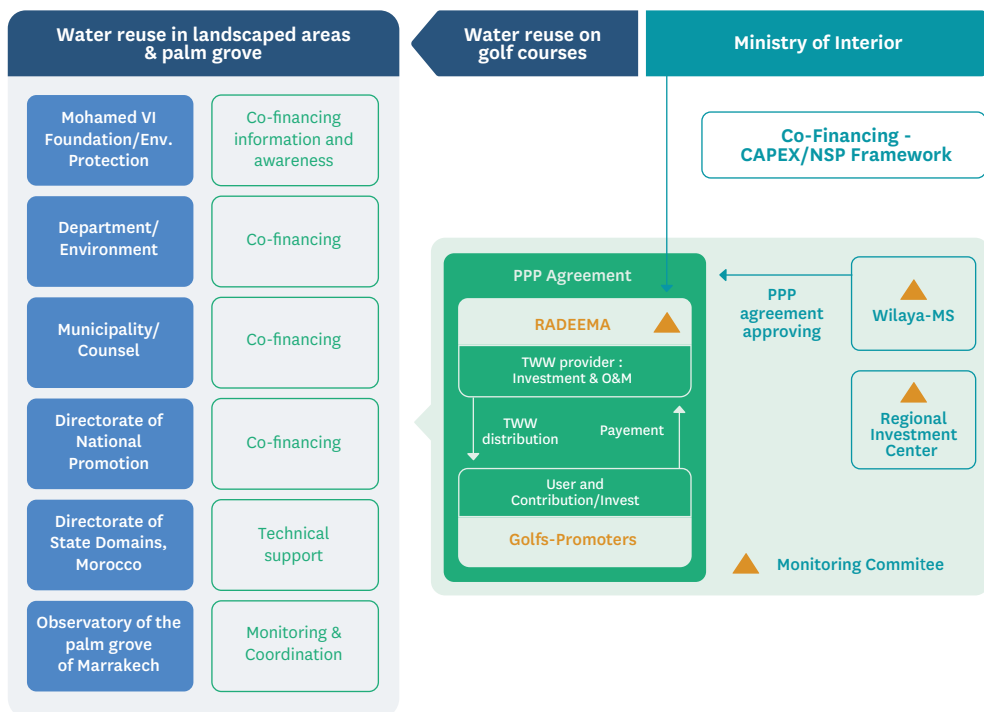 Water reuse in landscaped areas
& palm grove
Mohamed VI
Foundation/Env.
Protection
Co-financing
information and
awareness
Department/
Environment
Co-financing
Municipality/
Counsel
Co-financing
Directorate of
National
Promotion
Co-financing
Directorate of
State Domains,
Morocco
Technical
support
Observatory of the
palm grove
of Marrakech
Monitoring &
Coordination
Water reuse on
golf courses
Ministry of Interior
Co-Financing -
CAPEX/NSP Framework
PPP Agreement
RADEEMA
TWW provider :
Investment & O&M
TWW
distribution
Payement
User and
Contribution/Invest
Golfs-Promoters
PPP
agreement
approving
Wilaya-MS
Regional
Investment
Center
Monitoring Commitee